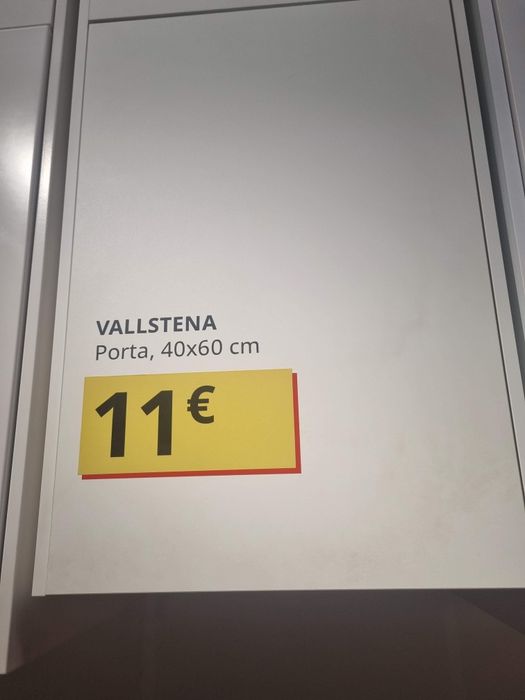 VALLSTENA
Porta, 40x60 cm
11€